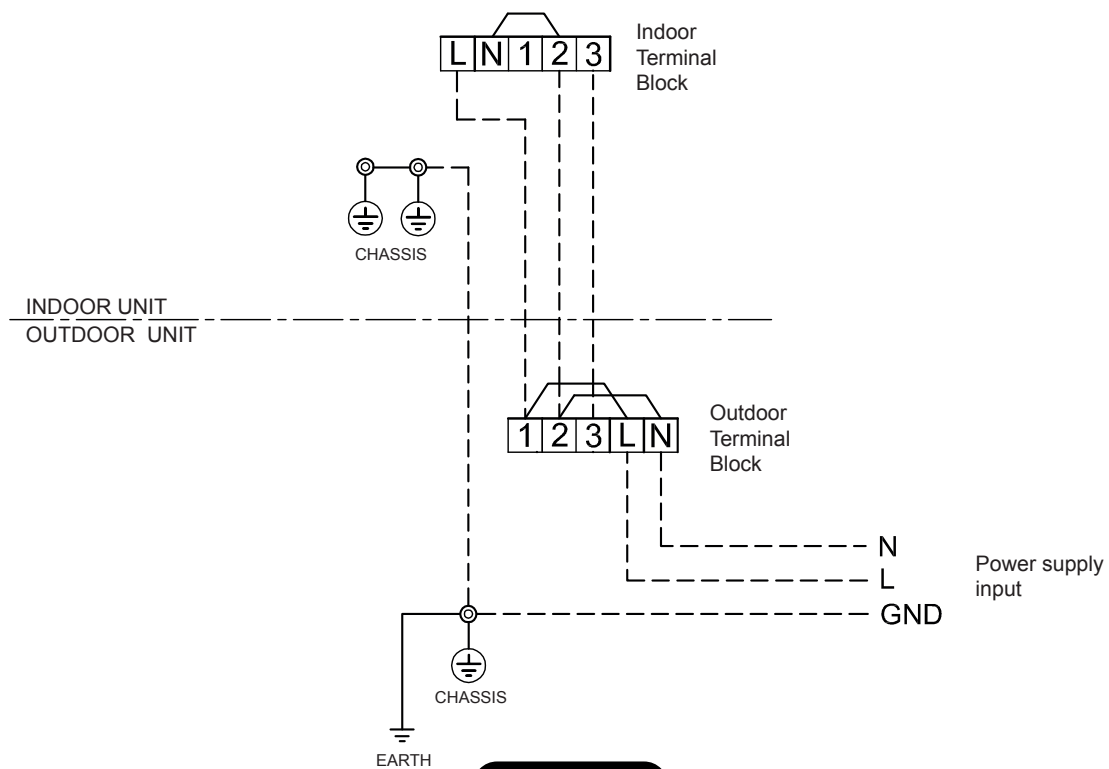 L N 1 2 3
Indoor
Terminal
Block
CHASSIS
INDOOR UNIT
OUTDOOR UNIT
1 2 3 L N
Outdoor
Terminal
Block
N
L
GND
Power supply
input
CHASSIS
EARTH